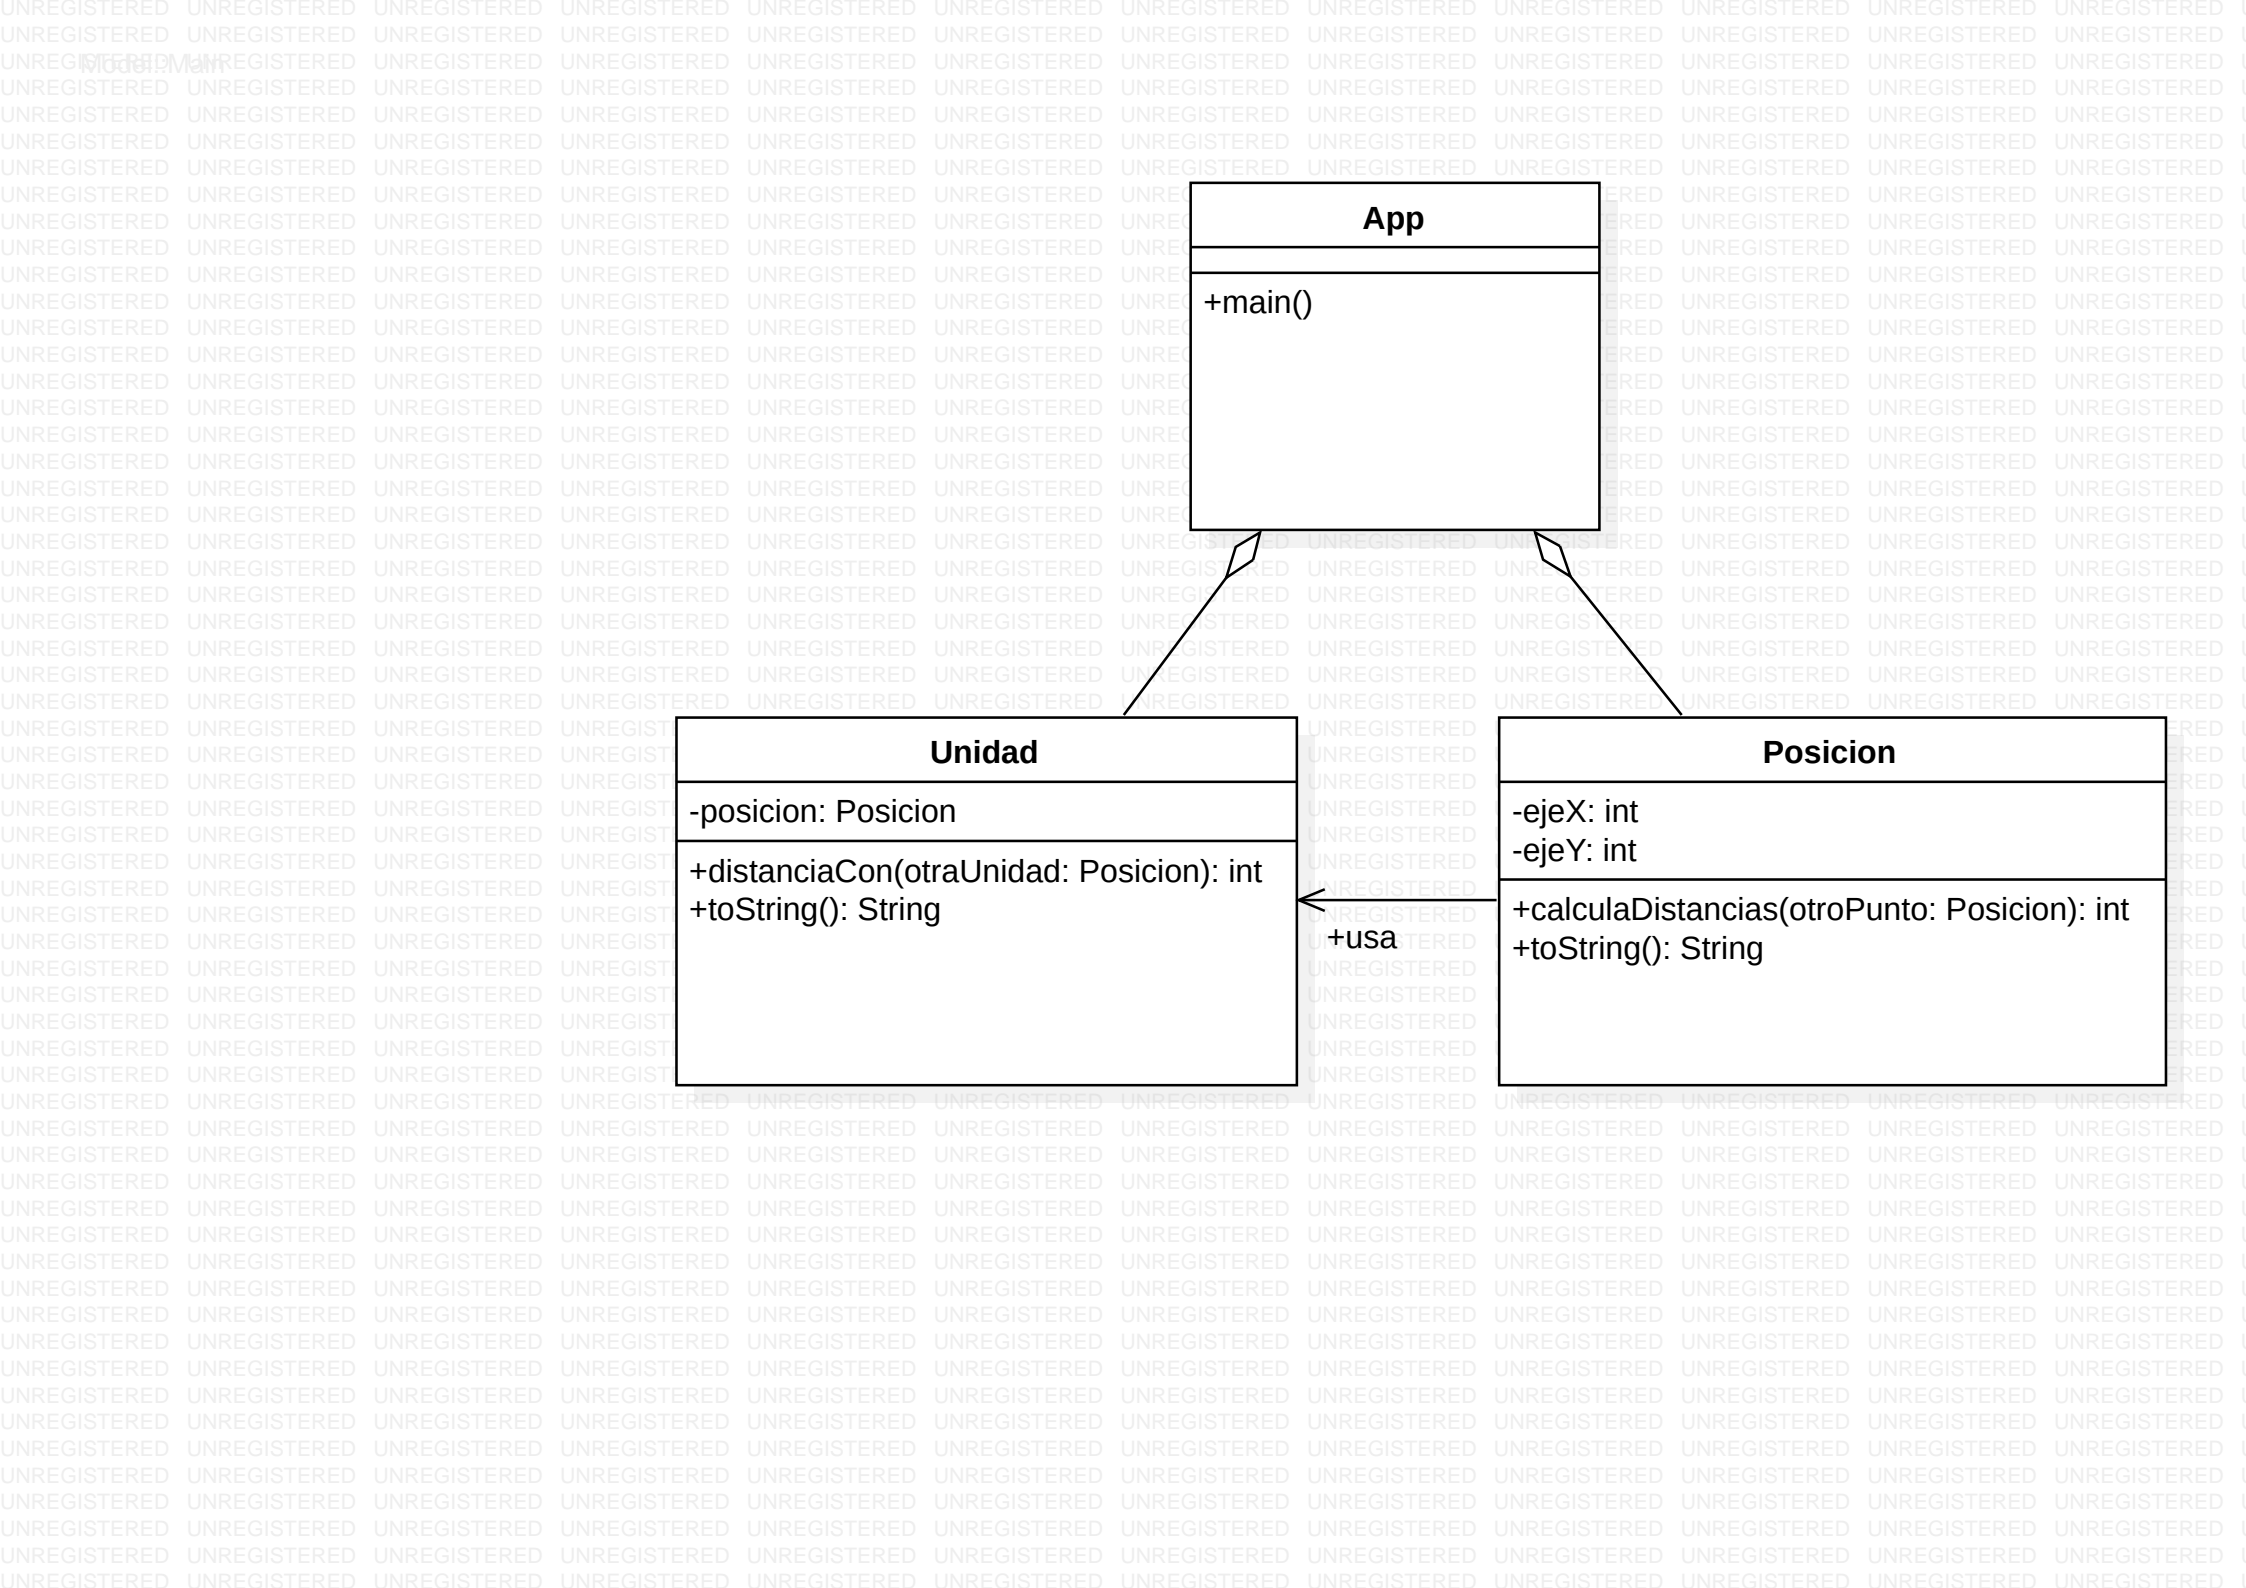 Model::Main
App
+main()
Unidad
-posicion: Posicion
+distanciaCon(otraUnidad: Posicion): int
+toString(): String
+usa
Posicion
-ejeX: int
-ejeY: int
+calculaDistancias(otroPunto: Posicion): int
+toString(): String
UNREGISTERED